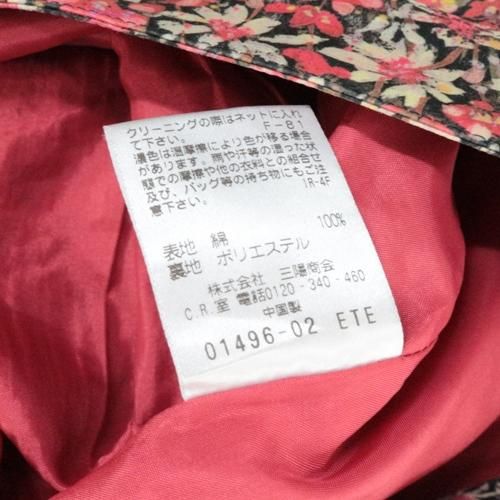 クリーニングの際はネットに入れ
て下さい。 F-81
濃色は湿摩擦により色が移る場合
があります。雨や汗等の湿った状
態での摩擦や他の衣料との組合せ
及び、バッグ等の持ち物にもご注
意下さい。 IR-4F
100%
表地 綿
裏地 ポリエステル
株式会社 三陽商会
C.R.室 電話0120-340-460
中国製
01496-02 ETE